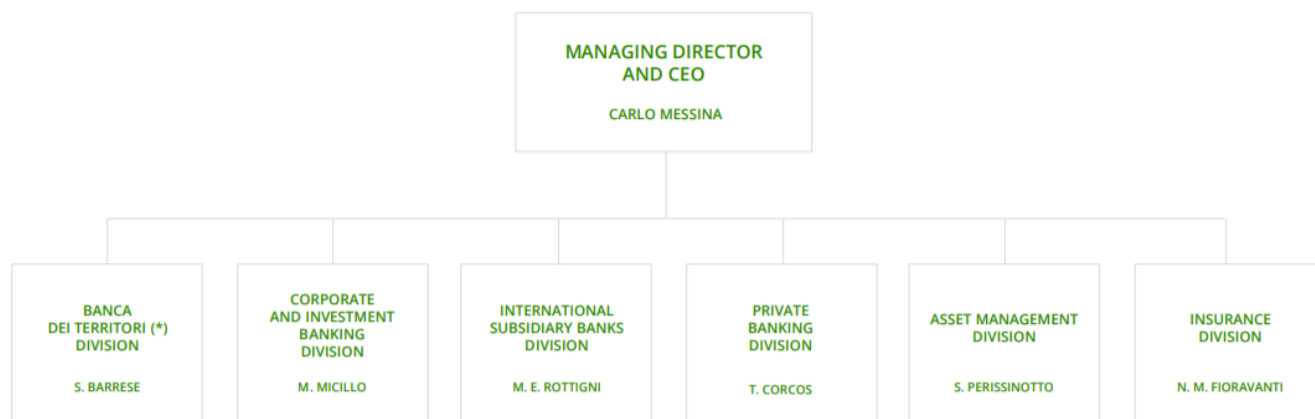 MANAGING DIRECTOR
AND CEO
CARLO MESSINA
BANCA
DEI TERRITORI (*)
DIVISION
S. BARRESE
CORPORATE
AND INVESTMENT
BANKING
DIVISION
M. MICILLO
INTERNATIONAL
SUBSIDIARY BANKS
DIVISION
M. E. ROTTIGNI
PRIVATE
BANKING
DIVISION
T. CORCOS
ASSET MANAGEMENT
DIVISION
S. PERISSINOTTO
INSURANCE
DIVISION
N. M. FIORAVANTI